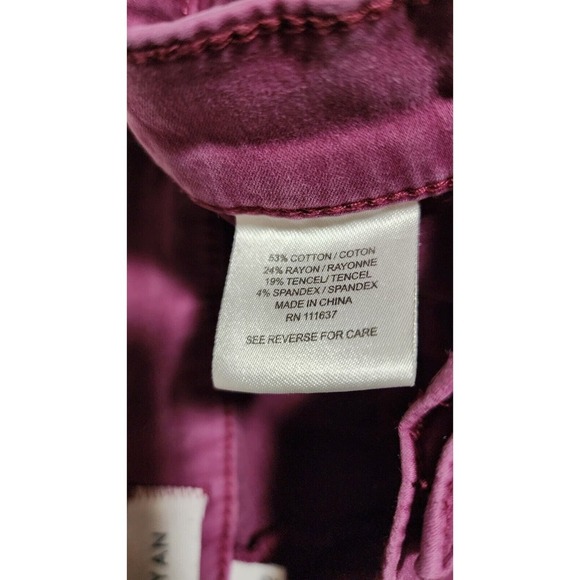 53% COTTON / COTON
24% RAYON / RAYONNE
19% TENCEL/ TENCEL
4% SPANDEX / SPANDEX
MADE IN CHINA
RN 111637
SEE REVERSE FOR CARE
YAN